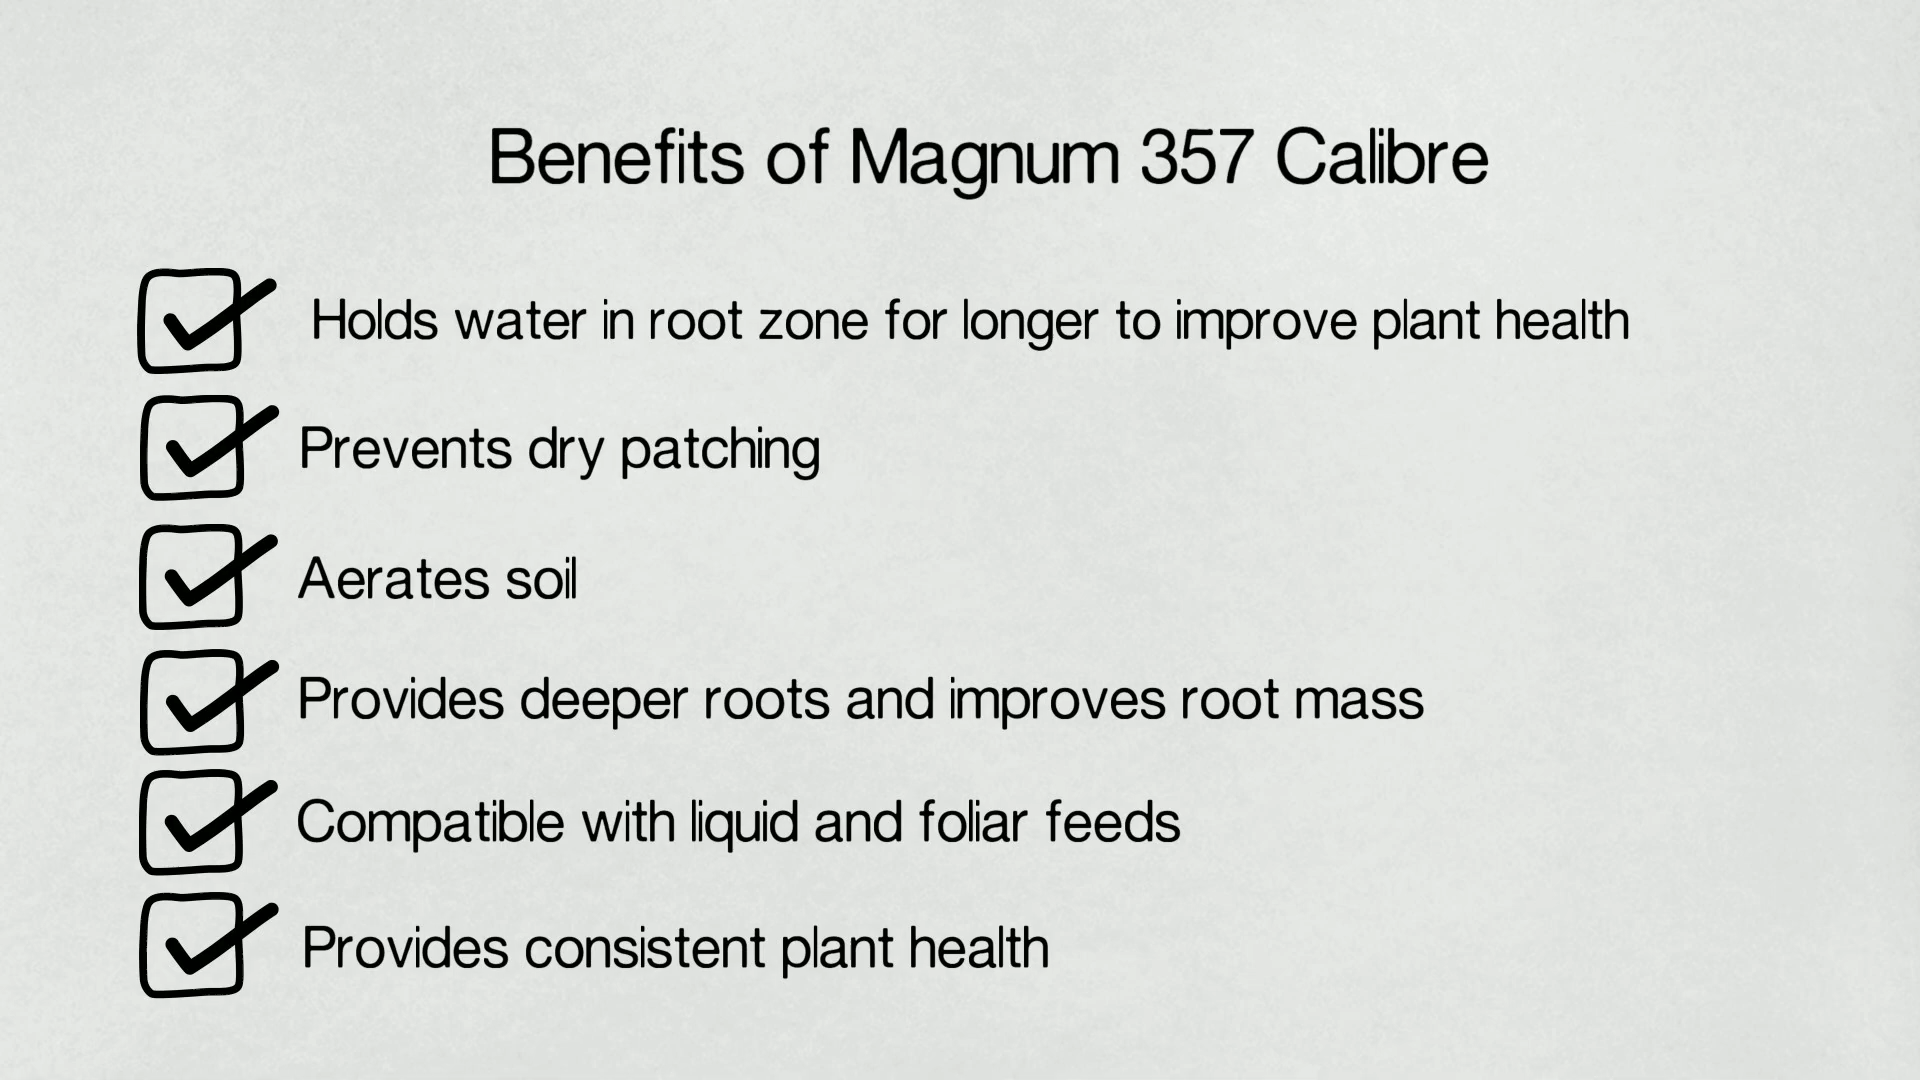 Benefits of Magnum 357 Calibre
Holds water in root zone for longer to improve plant health
Prevents dry patching
Aerates soil
Provides deeper roots and improves root mass
Compatible with liquid and foliar feeds
Provides consistent plant health